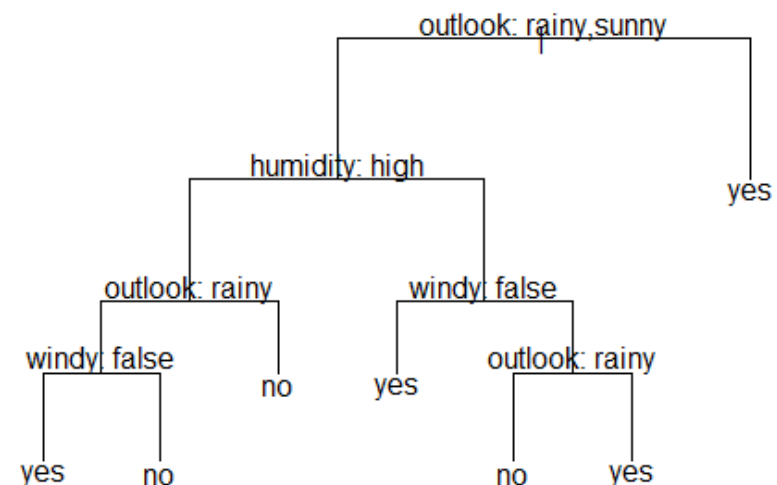 outlook: rainy,sunny
humidity: high
yes
outlook: rainy
windy: false
windy: false
outlook: rainy
no
yes
yes
no
no
yes